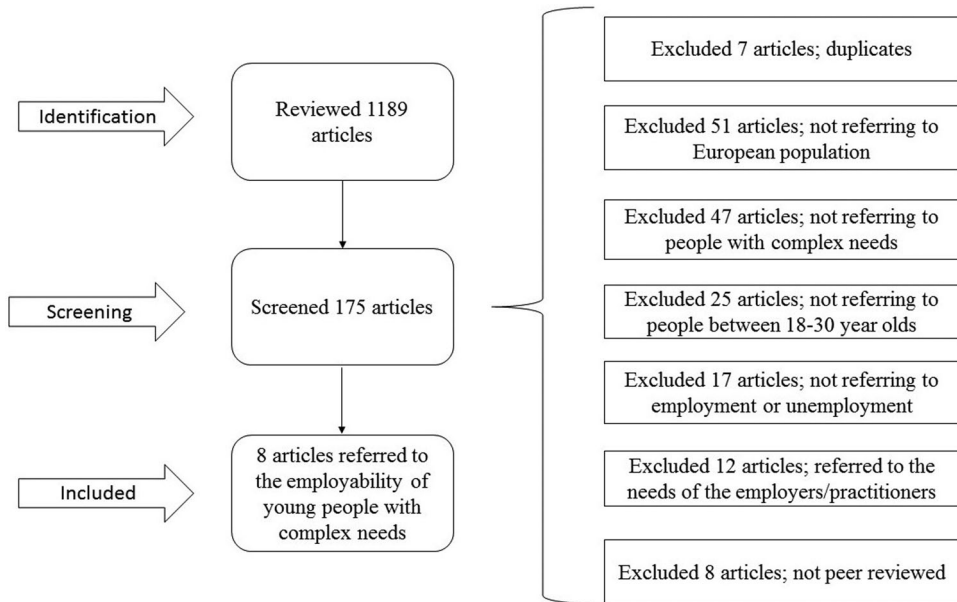 Identification
Reviewed 1189
articles
Screening
Screened 175 articles
Included
8 articles referred to
the employability of
young people with
complex needs
Excluded 7 articles; duplicates
Excluded 51 articles; not referring to
European population
Excluded 47 articles; not referring to
people with complex needs
Excluded 25 articles; not referring to
people between 18-30 year olds
Excluded 17 articles; not referring to
employment or unemployment
Excluded 12 articles; referred to the
needs of the employers/practitioners
Excluded 8 articles; not peer reviewed